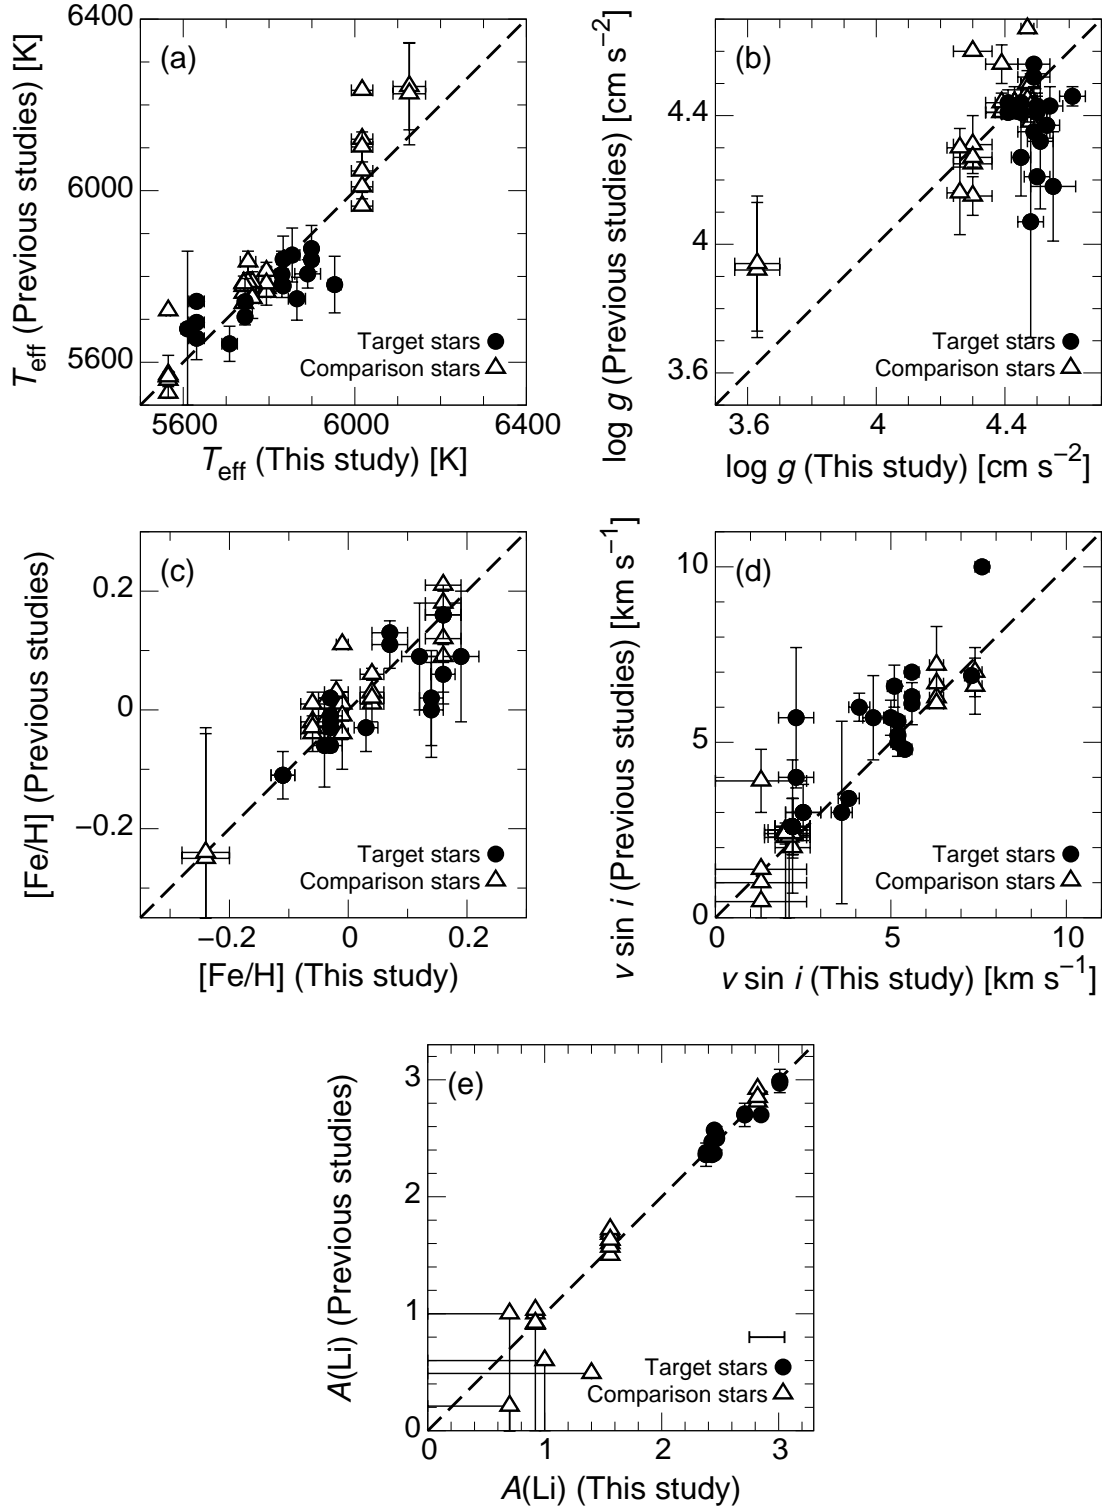 (a)
T_eff (Previous studies) [K]
6400
6000
5600
5600 6000 6400
T_eff (This study) [K]
Target stars
Comparison stars
(b)
log g (Previous studies) [cm s⁻²]
4.4
4
3.6
3.6 4 4.4
log g (This study) [cm s⁻²]
Target stars
Comparison stars
(c)
[Fe/H] (Previous studies)
0.2
0
−0.2
−0.2 0 0.2
[Fe/H] (This study)
Target stars
Comparison stars
(d)
v sin i (Previous studies) [km s⁻¹]
10
5
0
0 5 10
v sin i (This study) [km s⁻¹]
Target stars
Comparison stars
(e)
A(Li) (Previous studies)
3
2
1
0
0 1 2 3
A(Li) (This study)
Target stars
Comparison stars